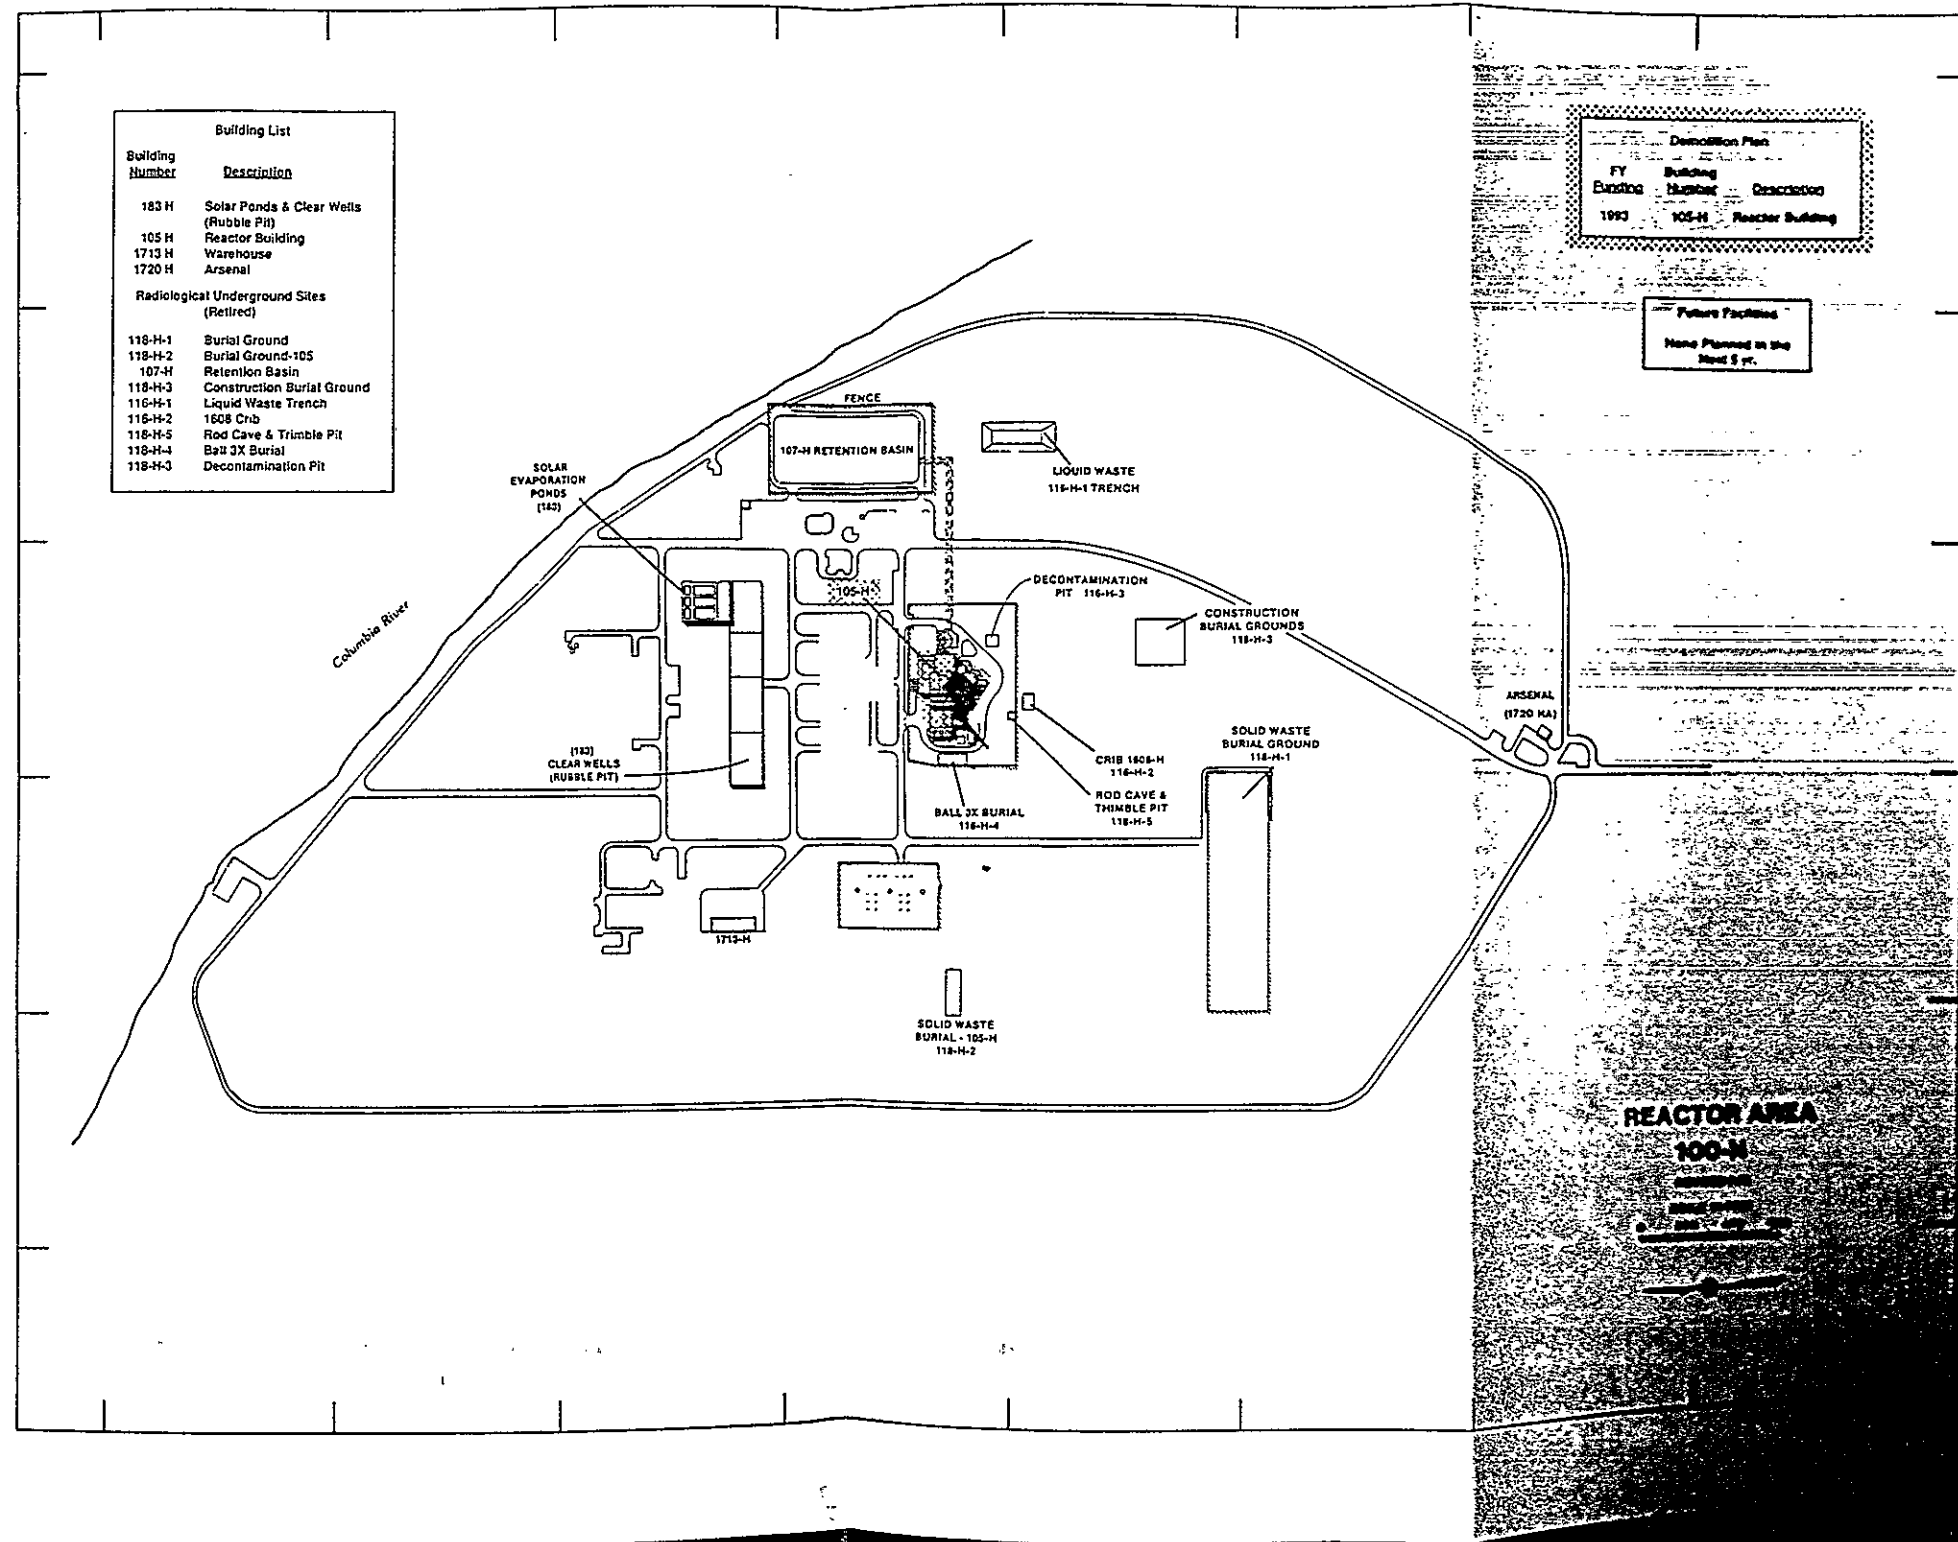 Building List
Building
Number Description
183 H Solar Ponds & Clear Wells
(Rubble Pit)
105 H Reactor Building
1713 H Warehouse
1720 H Arsenal
Radiological Underground Sites
(Retired)
118-H-1 Burial Ground
118-H-2 Burial Ground-105
107-H Retention Basin
118-H-3 Construction Burial Ground
116-H-1 Liquid Waste Trench
116-H-2 1608 Crib
118-H-5 Rod Cave & Trimble Pit
118-H-4 Ball 3X Burial
118-H-3 Decontamination Pit
Demolition Plan
FY Building
Existing Number Description
1993 105-H Reactor Building
Future Facilities
None Planned in the
Next 5 yr.
FENCE
107-H RETENTION BASIN
LIQUID WASTE
116-H-1 TRENCH
SOLAR
EVAPORATION
PONDS
(183)
105-H
DECONTAMINATION
PIT 116-H-3
CONSTRUCTION
BURIAL GROUNDS
118-H-3
Columbia River
ARSENAL
(1720 HA)
SOLID WASTE
BURIAL GROUND
118-H-1
(183)
CLEAR WELLS
(RUBBLE PIT)
CRIB 1608-H
116-H-2
ROD CAVE &
THIMBLE PIT
118-H-5
BALL 3X BURIAL
116-H-4
1713-H
SOLID WASTE
BURIAL - 105-H
118-H-2
REACTOR AREA